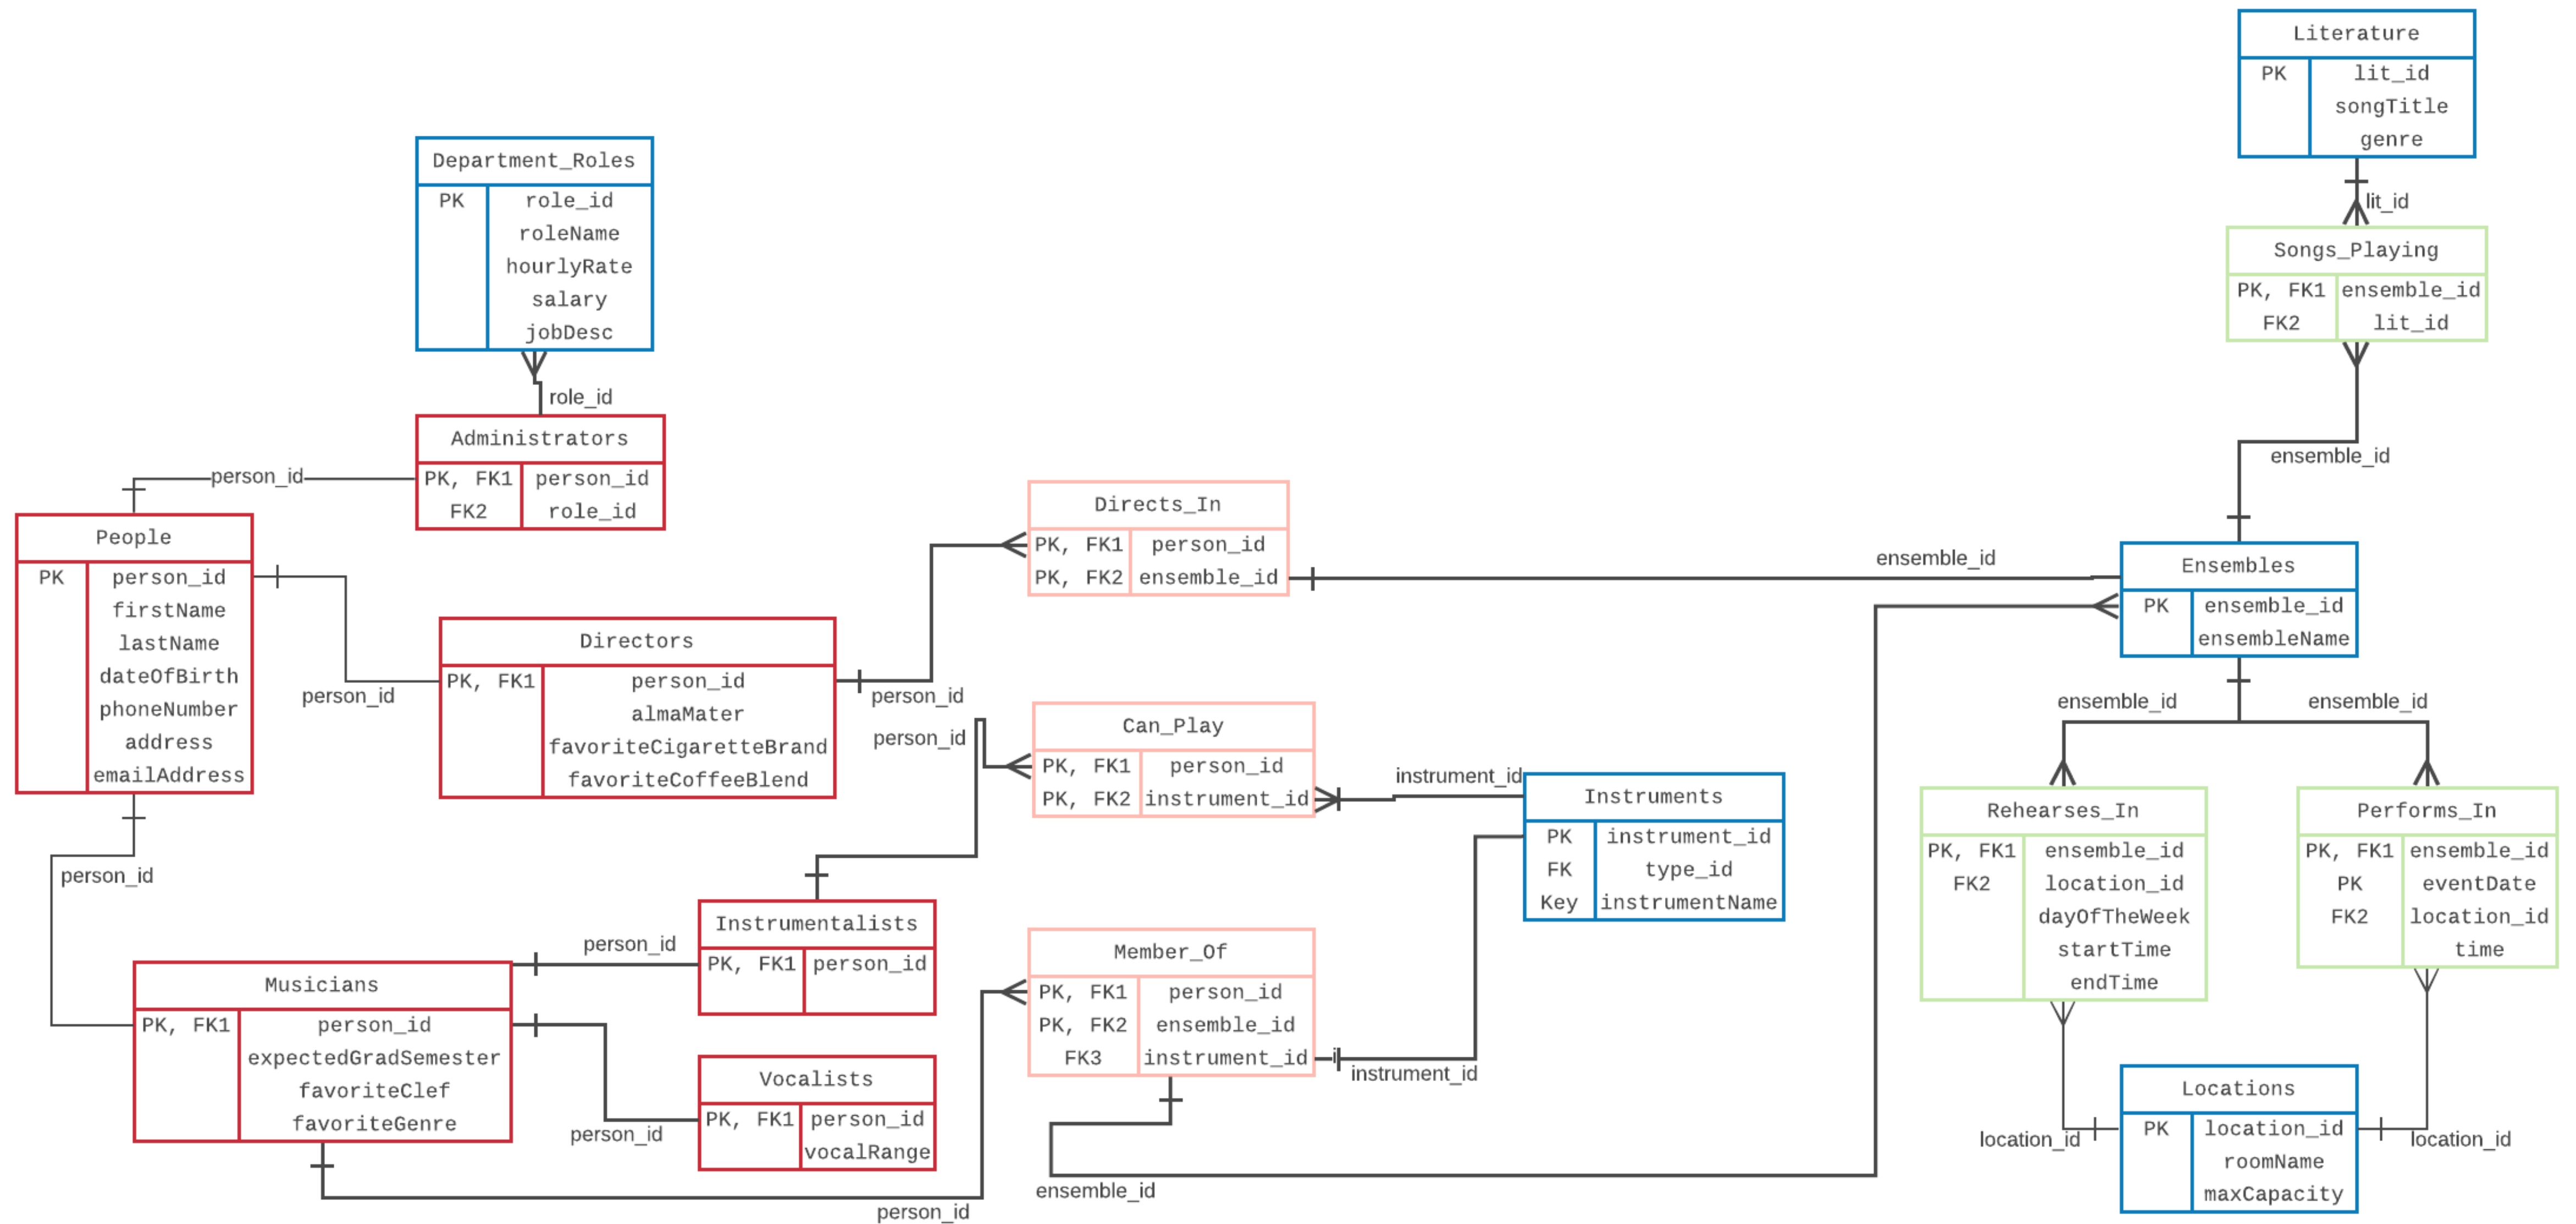 Literature
PK lit_id
songTitle
genre
lit_id
Songs_Playing
PK, FK1 ensemble_id
FK2 lit_id
ensemble_id
Department_Roles
PK role_id
roleName
hourlyRate
salary
jobDesc
role_id
Administrators
PK, FK1 person_id
FK2 role_id
person_id
People
PK person_id
firstName
lastName
dateOfBirth
phoneNumber
address
emailAddress
person_id
Directors
PK, FK1 person_id
almaMater
favoriteCigaretteBrand
favoriteCoffeeBlend
person_id
Directs_In
PK, FK1 person_id
PK, FK2 ensemble_id
ensemble_id
Ensembles
PK ensemble_id
ensembleName
person_id
Can_Play
PK, FK1 person_id
PK, FK2 instrument_id
instrument_id
Instruments
PK instrument_id
FK type_id
Key instrumentName
ensemble_id
ensemble_id
Rehearses_In
PK, FK1 ensemble_id
FK2 location_id
dayOfTheWeek
startTime
endTime
Performs_In
PK, FK1 ensemble_id
PK eventDate
FK2 location_id
time
person_id
Instrumentalists
PK, FK1 person_id
person_id
Musicians
PK, FK1 person_id
expectedGradSemester
favoriteClef
favoriteGenre
Vocalists
PK, FK1 person_id
vocalRange
person_id
Member_Of
PK, FK1 person_id
PK, FK2 ensemble_id
FK3 instrument_id
instrument_id
ensemble_id
person_id
Locations
PK location_id
roomName
maxCapacity
location_id
location_id